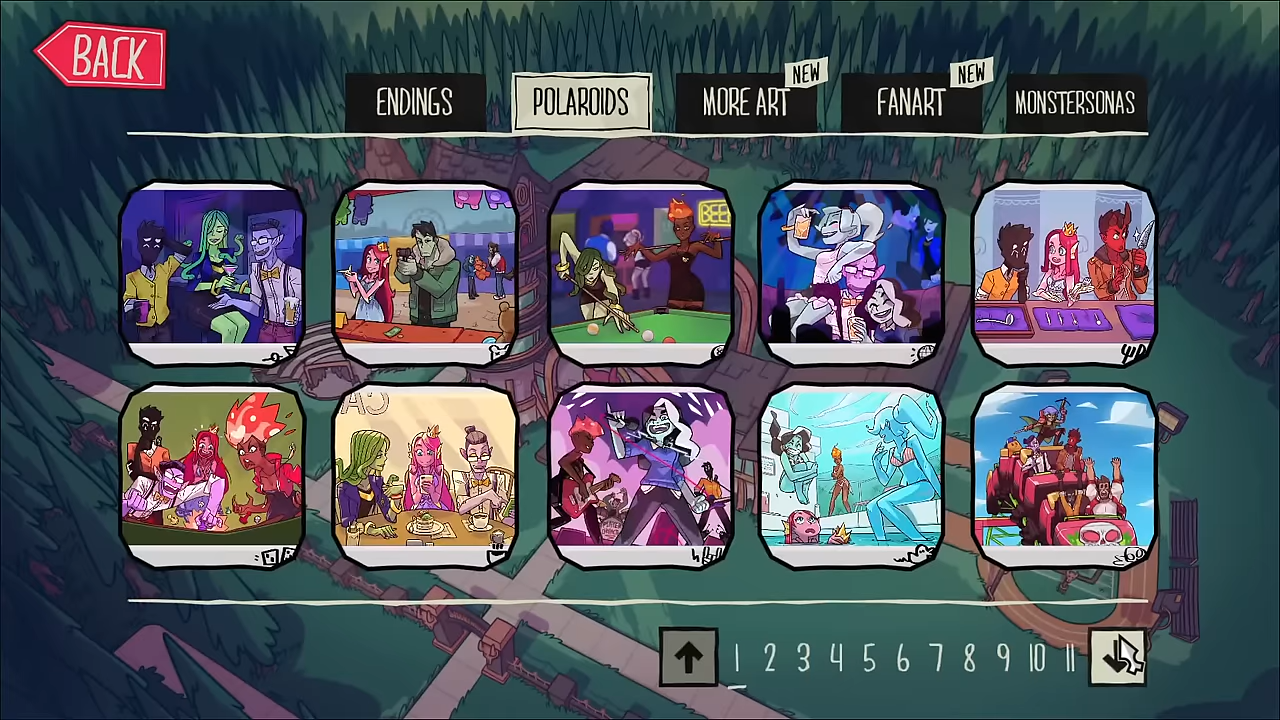 BACK
ENDINGS
POLAROIDS
MORE ART
NEW
FANART
NEW
MONSTERSONAS
BEER
1 2 3 4 5 6 7 8 9 10 11